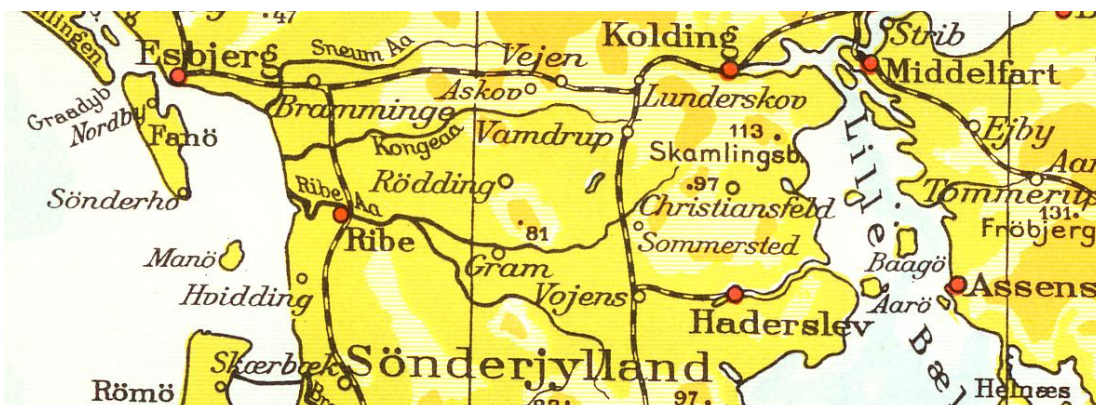 47
Strib
Kolding
Sneum Aa
Vejen
Esbjerg
Middelfart
Askov
Lunderskov
Graadyb
Nordby
Bramminge
Fanö
Kongeaa
Vamdrup
113
Ejby
Skamlingsb.
Lille
Rödding
97
Tommerup
Sönderho
Ribe Aa
Christiansfeld
131
Ribe
81
Sommersted
Fröbjerg
Manö
Gram
Baagö
Hvidding
Vojens
Assens
Aarö
Haderslev
Skærbæk
Sönderjylland
Römö
97
Helnæs